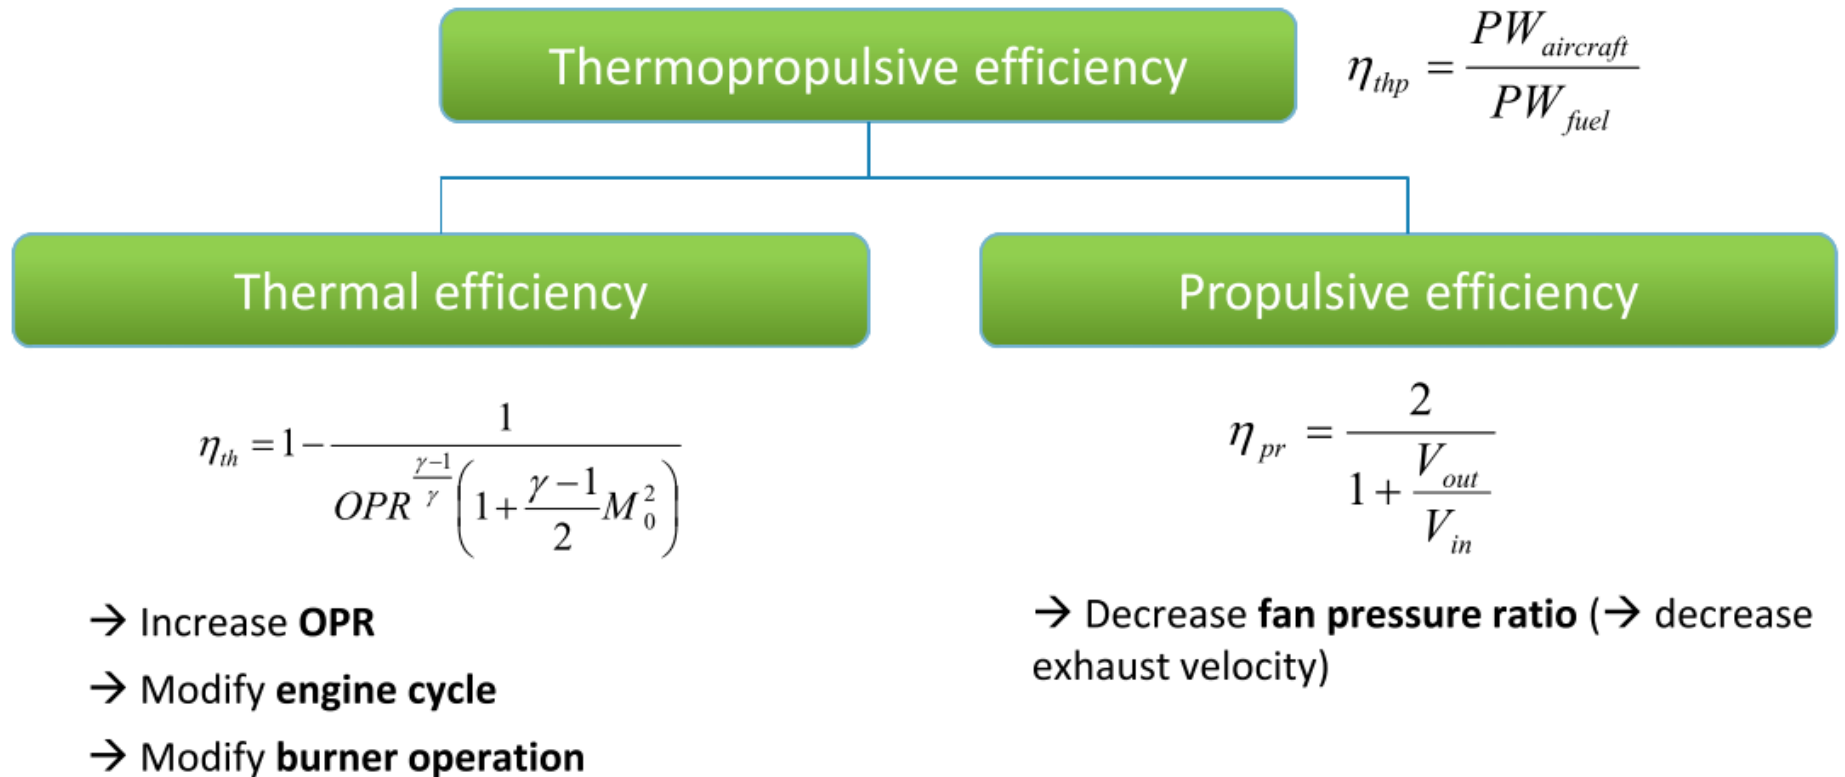 Thermopropulsive efficiency
η_thp = PW_aircraft / PW_fuel
Thermal efficiency
Propulsive efficiency
η_th = 1 − 1 / (OPR^((γ−1)/γ) (1 + (γ−1)/2 M_0^2))
η_pr = 2 / (1 + V_out / V_in)
→ Increase OPR
→ Modify engine cycle
→ Modify burner operation
→ Decrease fan pressure ratio (→ decrease
exhaust velocity)